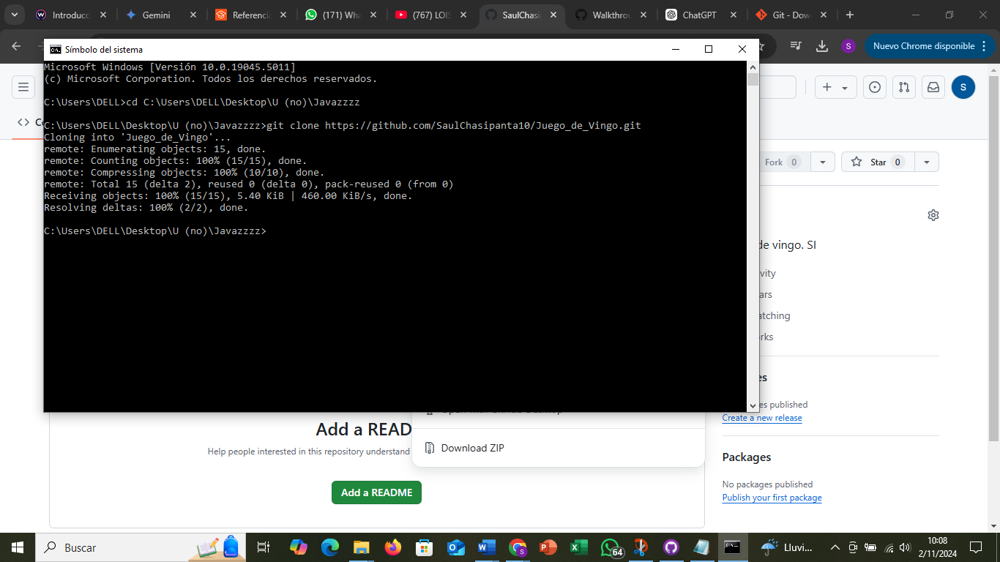 Introducc
Gemini
Referencia
(171) Wha
(767) LOIS
SaulChasip
Walkthrou
ChatGPT
Git - Dow
S
Nuevo Chrome disponible
Símbolo del sistema
Microsoft Windows [Versión 10.0.19045.5011]
(c) Microsoft Corporation. Todos los derechos reservados.
C:\Users\DELL>cd C:\Users\DELL\Desktop\U (no)\Javazzzz
C:\Users\DELL\Desktop\U (no)\Javazzzz>git clone https://github.com/SaulChasipanta10/Juego_de_Vingo.git
Cloning into 'Juego_de_Vingo'...
remote: Enumerating objects: 15, done.
remote: Counting objects: 100% (15/15), done.
remote: Compressing objects: 100% (10/10), done.
remote: Total 15 (delta 2), reused 0 (delta 0), pack-reused 0 (from 0)
Receiving objects: 100% (15/15), 5.40 KiB | 460.00 KiB/s, done.
Resolving deltas: 100% (2/2), done.
C:\Users\DELL\Desktop\U (no)\Javazzzz>
S
Fork 0
Star 0
de vingo. SI
vity
ars
atching
rks
es
es published
Create a new release
Packages
No packages published
Publish your first package
Add a READ
Help people interested in this repository understand
Add a README
Download ZIP
Buscar
64
Lluvi...
10:08
2/11/2024